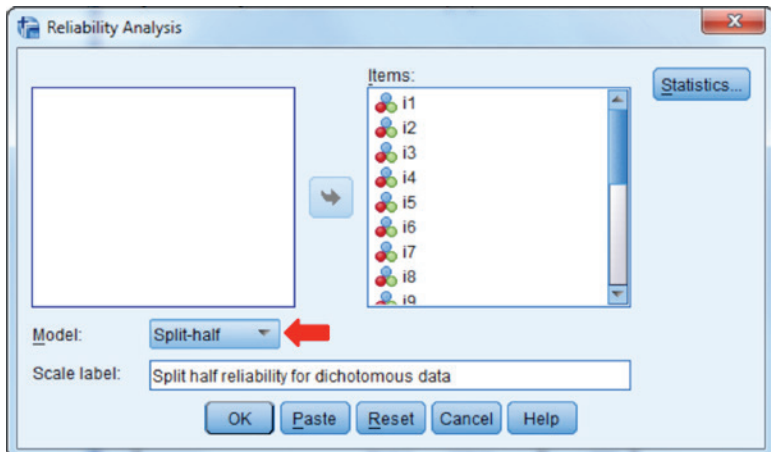 Reliability Analysis
Items:
Statistics...
i1
i2
i3
i4
i5
i6
i7
i8
i9
Model: Split-half
Scale label: Split half reliability for dichotomous data
OK Paste Reset Cancel Help